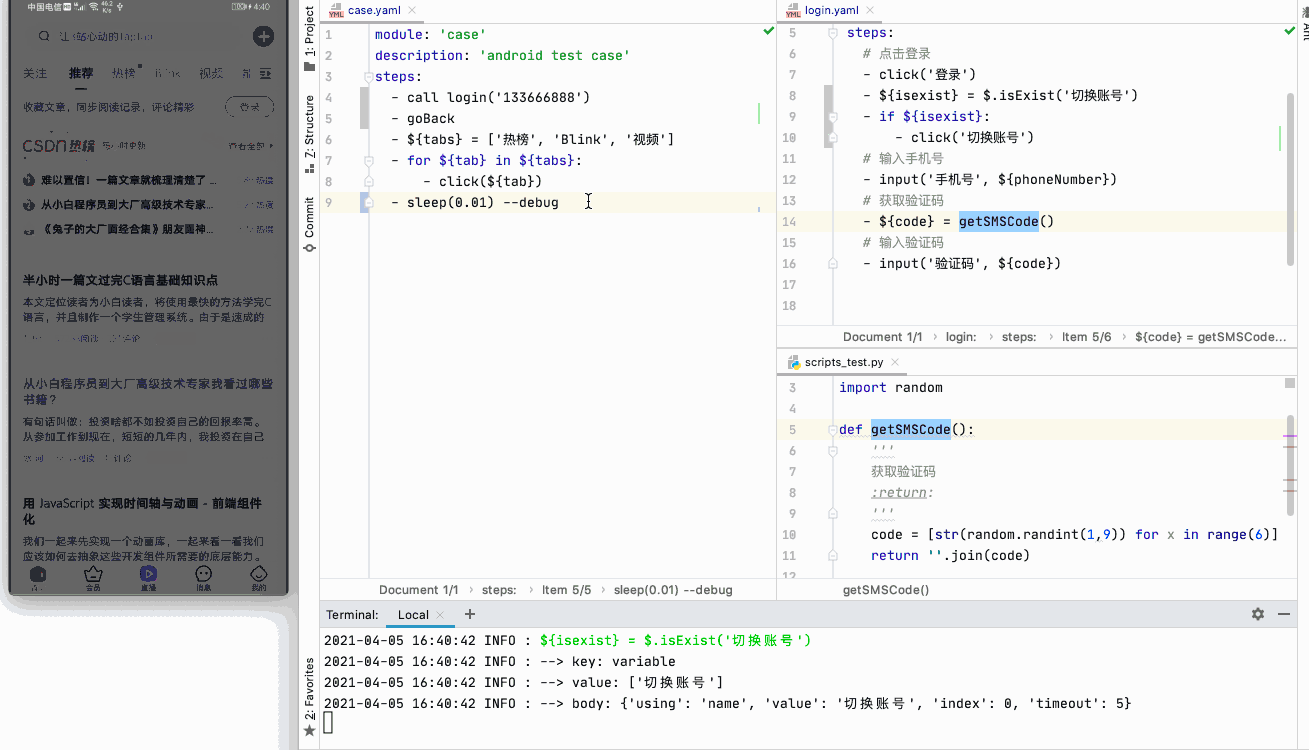 中国电信
4:40
关注 推荐 热榜 Blink 视频
收藏文章，同步阅读记录，评论精彩 登录
CSDN热榜
查看全部
难以置信！一篇文章就梳理清楚了 ...
从小白程序员到大厂高级技术专家...
《兔子的大厂面经合集》朋友圈神...
半小时一篇文过完C语言基础知识点
本文定位读者为小白读者，将使用最快的方法学完C
语言，并且制作一个学生管理系统。由于是速成的
从小白程序员到大厂高级技术专家我看过哪些
书籍？
有句话叫做：投资啥都不如投资自己的回报率高。
从参加工作到现在，短短的几年内，我投资在自己
用 JavaScript 实现时间轴与动画 - 前端组件
化
我们一起来先实现一个动画库，一起来看一看我们
应该如何去抽象这些开发组件所需要的底层能力。
会员 直播 消息 我的
1: Project
7: Structure
Commit
2: Favorites
case.yaml
1 module: 'case'
2 description: 'android test case'
3 steps:
4 - call login('133666888')
5 - goBack
6 - ${tabs} = ['热榜', 'Blink', '视频']
7 - for ${tab} in ${tabs}:
8 - click(${tab})
9 - sleep(0.01) --debug
Document 1/1 › steps: › Item 5/5 › sleep(0.01) --debug
login.yaml
5 steps:
6 # 点击登录
7 - click('登录')
8 - ${isexist} = $.isExist('切换账号')
9 - if ${isexist}:
10 - click('切换账号')
11 # 输入手机号
12 - input('手机号', ${phoneNumber})
13 # 获取验证码
14 - ${code} = getSMSCode()
15 # 输入验证码
16 - input('验证码', ${code})
17
18
Document 1/1 › login: › steps: › Item 5/6 › ${code} = getSMSCode...
scripts_test.py
3 import random
4
5 def getSMSCode():
6 '''
7 获取验证码
8 :return:
9 '''
10 code = [str(random.randint(1,9)) for x in range(6)]
11 return ''.join(code)
12
getSMSCode()
Terminal: Local
2021-04-05 16:40:42 INFO : ${isexist} = $.isExist('切换账号')
2021-04-05 16:40:42 INFO : --> key: variable
2021-04-05 16:40:42 INFO : --> value: ['切换账号']
2021-04-05 16:40:42 INFO : --> body: {'using': 'name', 'value': '切换账号', 'index': 0, 'timeout': 5}